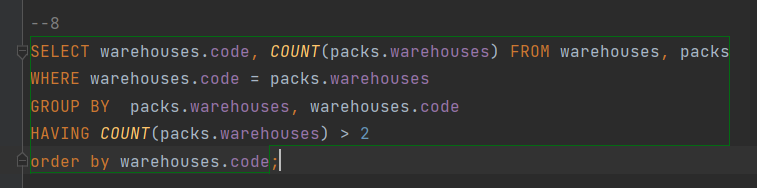 --8
SELECT warehouses.code, COUNT(packs.warehouses) FROM warehouses, packs
WHERE warehouses.code = packs.warehouses
GROUP BY  packs.warehouses, warehouses.code
HAVING COUNT(packs.warehouses) > 2
order by warehouses.code;